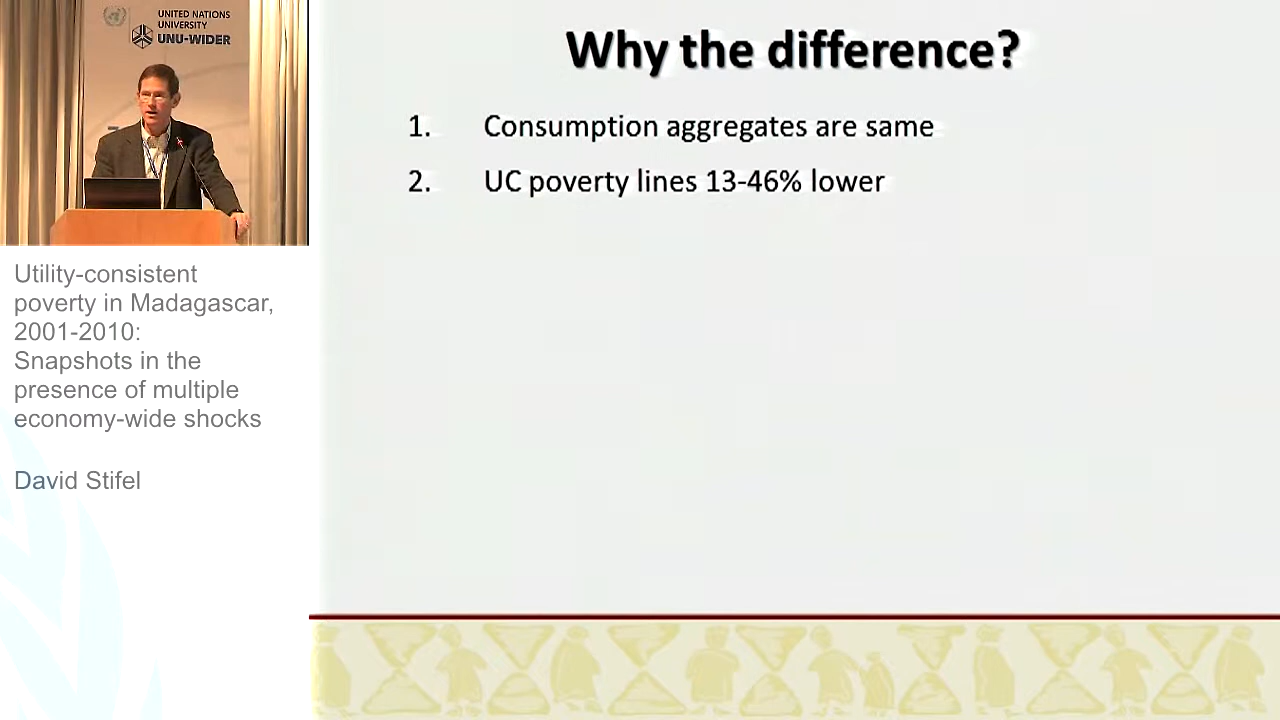 UNITED NATIONS
UNIVERSITY
UNU-WIDER
Why the difference?
1. Consumption aggregates are same
2. UC poverty lines 13-46% lower
Utility-consistent
poverty in Madagascar,
2001-2010:
Snapshots in the
presence of multiple
economy-wide shocks
David Stifel